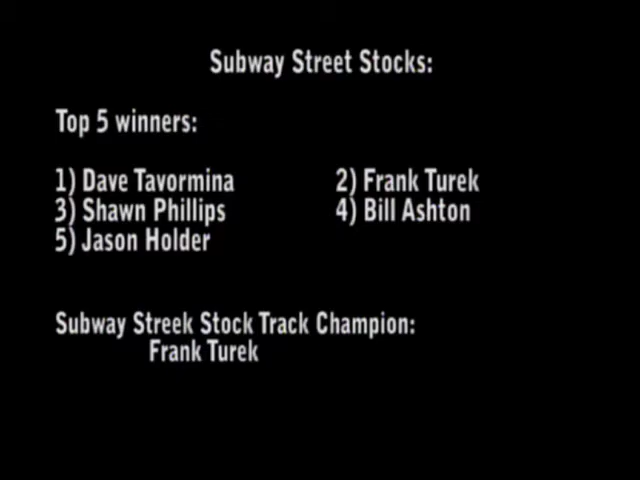 Subway Street Stocks:
Top 5 winners:
1) Dave Tavormina 2) Frank Turek
3) Shawn Phillips 4) Bill Ashton
5) Jason Holder
Subway Streek Stock Track Champion:
Frank Turek